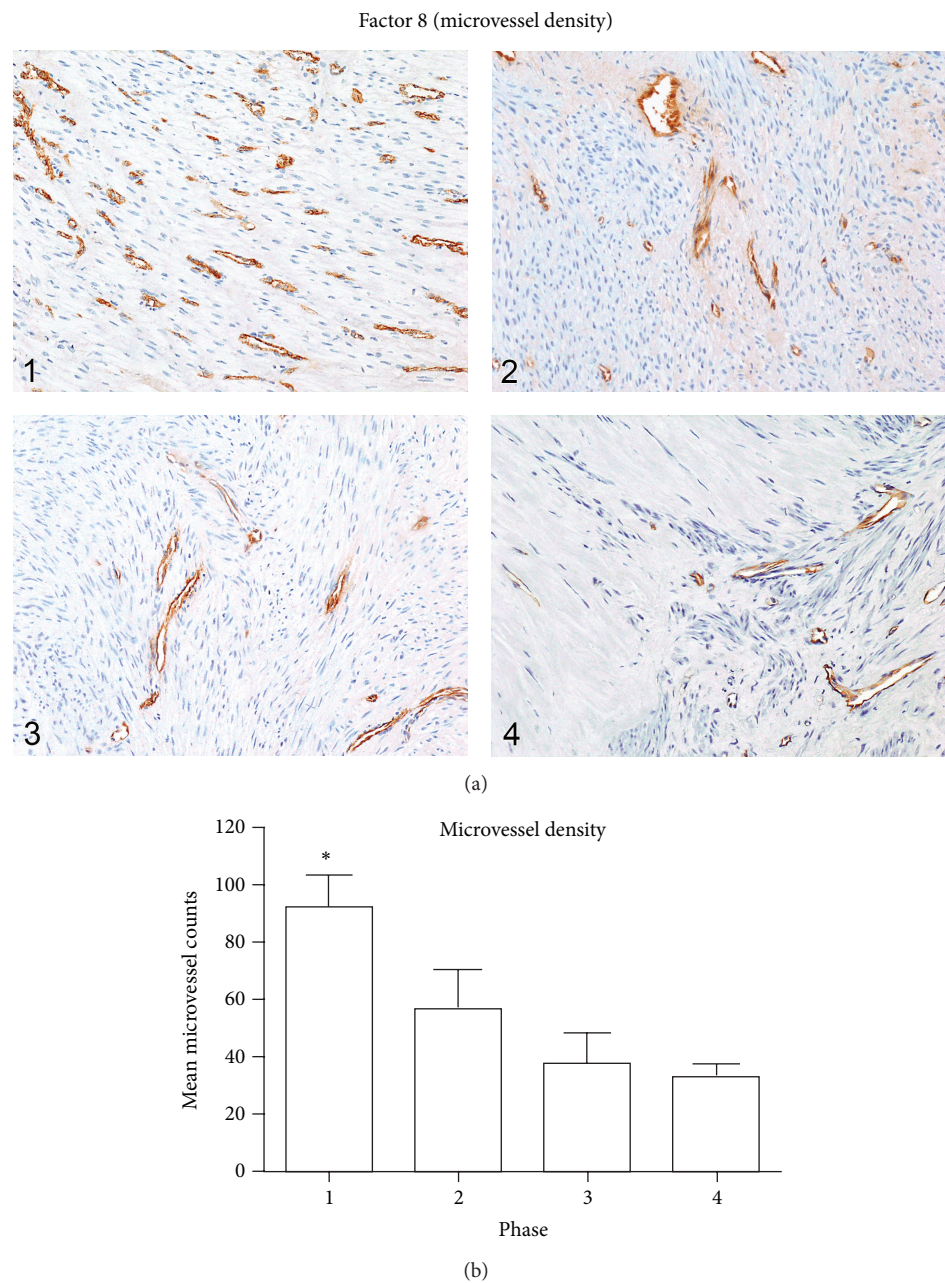 Factor 8 (microvessel density)
1
2
3
4
(a)
Microvessel density
Mean microvessel counts
120
100
80
60
40
20
0
*
1 2 3 4
Phase
(b)